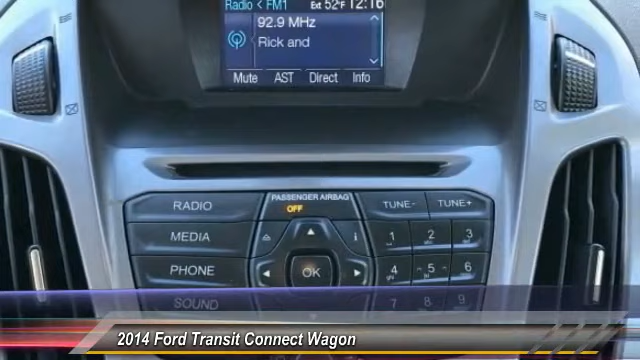 Radio < FM1 Ext 52°F 12:16
92.9 MHz
Rick and
Mute AST Direct Info
RADIO PASSENGER AIRBAG OFF TUNE- TUNE+
MEDIA i 1 2 3
PHONE OK 4 5 6
SOUND 7 8 9
2014 Ford Transit Connect Wagon